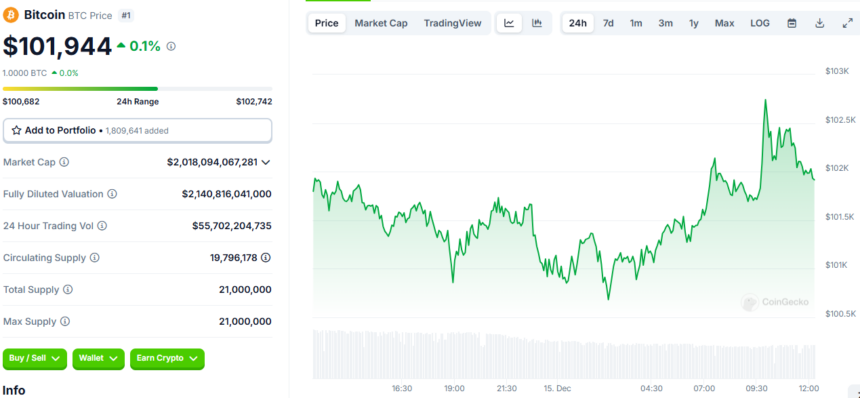 Bitcoin BTC Price #1
$101,944 0.1%
1.0000 BTC 0.0%
$100,682 24h Range $102,742
Add to Portfolio • 1,809,641 added
Market Cap $2,018,094,067,281
Fully Diluted Valuation $2,140,816,041,000
24 Hour Trading Vol $55,702,204,735
Circulating Supply 19,796,178
Total Supply 21,000,000
Max Supply 21,000,000
Buy / Sell Wallet Earn Crypto
Info
Price Market Cap TradingView 24h 7d 1m 3m 1y Max LOG
$103K
$102.5K
$102K
$101.5K
$101K
$100.5K
CoinGecko
16:30 19:00 21:30 15. Dec 04:30 07:00 09:30 12:00